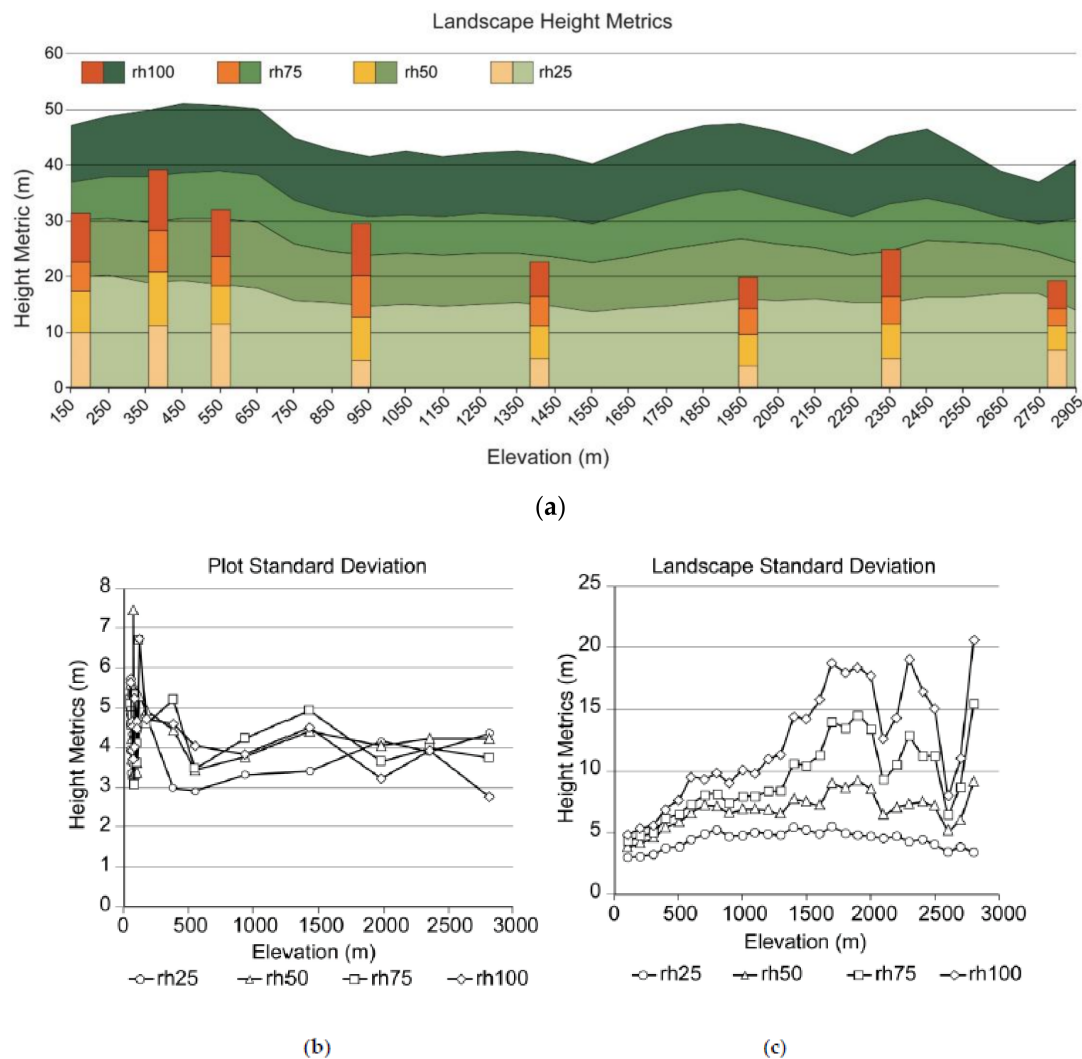 Landscape Height Metrics
60
50
40
30
20
10
0
Height Metric (m)
rh100 rh75 rh50 rh25
150 250 350 450 550 650 750 850 950 1050 1150 1250 1350 1450 1550 1650 1750 1850 1950 2050 2150 2250 2350 2450 2550 2650 2750 2905
Elevation (m)
(a)
Plot Standard Deviation
8
7
6
5
4
3
2
1
0
Height Metrics (m)
0 500 1000 1500 2000 2500 3000
Elevation (m)
rh25 rh50 rh75 rh100
(b)
Landscape Standard Deviation
25
20
15
10
5
0
Height Metrics (m)
0 500 1000 1500 2000 2500 3000
Elevation (m)
rh25 rh50 rh75 rh100
(c)